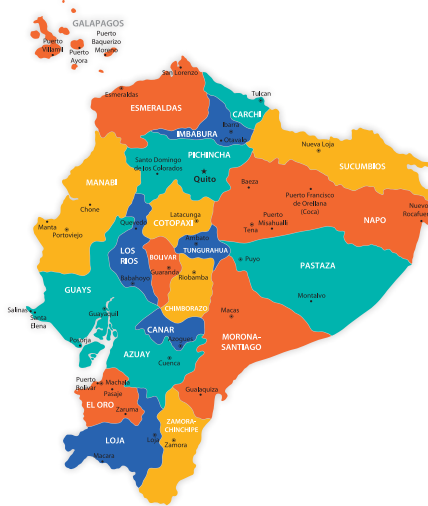 GALAPAGOS
Puerto
Villamil
Puerto
Ayora
Puerto
Baquerizo
Moreno
San Lorenzo
Esmeraldas
ESMERALDAS
Tulcan
CARCHI
Ibarra
IMBABURA
Otavalo
PICHINCHA
Santo Domingo
de Los Colorados
Quito
Nueva Loja
SUCUMBIOS
MANABÍ
Chone
Manta
Portoviejo
Baeza
Puerto Francisco
de Orellana
(Coca)
Puerto
Misahualli
Tena
NAPO
Nuevo
Rocafuerte
Quevedo
Latacunga
COTOPAXI
LOS
RIOS
BOLIVAR
Ambato
TUNGURAHUA
Guaranda
Riobamba
Babahoyo
Puyo
PASTAZA
Montalvo
GUAYS
Salinas
Santa
Elena
Guayaquil
CHIMBORAZO
Macas
Posorja
CANAR
Azogues
MORONA-
SANTIAGO
AZUAY
Cuenca
Puerto
Bolivar
Machala
Pasaje
EL ORO
Zaruma
Gualaquiza
ZAMORA-
CHINCHIPE
LOJA
Loja
Zamora
Macara